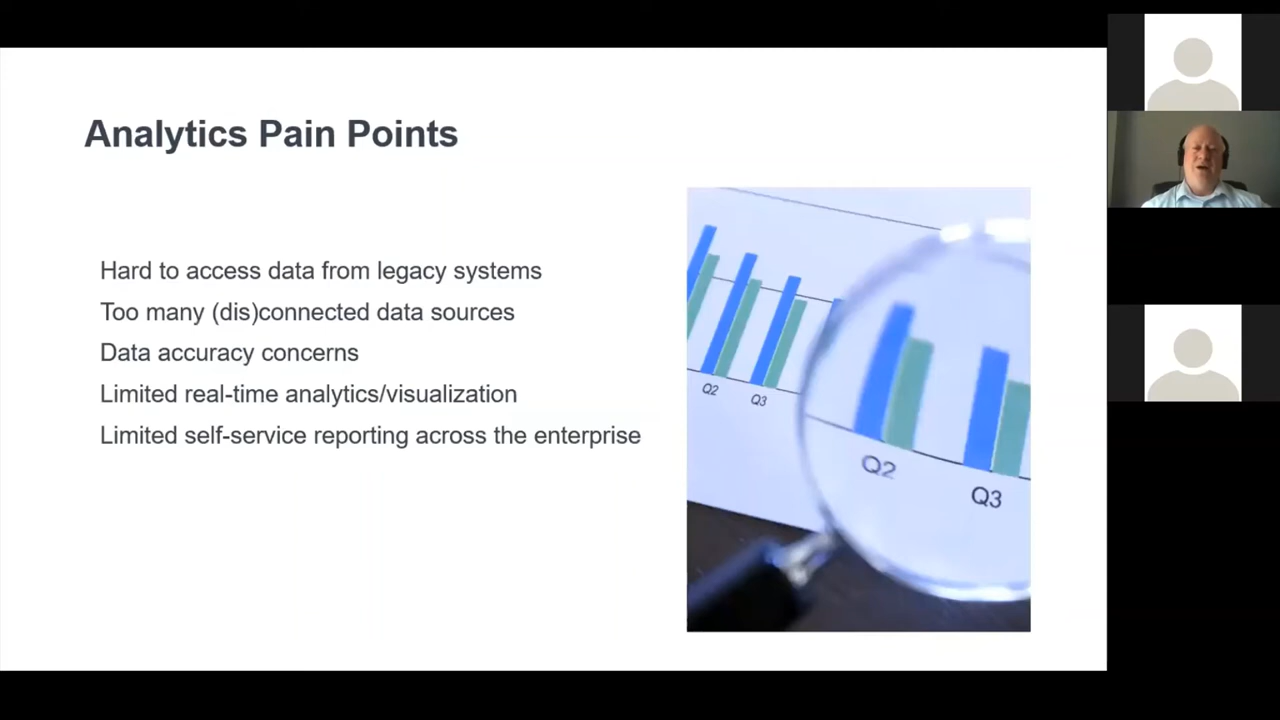 Analytics Pain Points
Hard to access data from legacy systems
Too many (dis)connected data sources
Data accuracy concerns
Limited real-time analytics/visualization
Limited self-service reporting across the enterprise
Q2
Q3
Q2
Q3